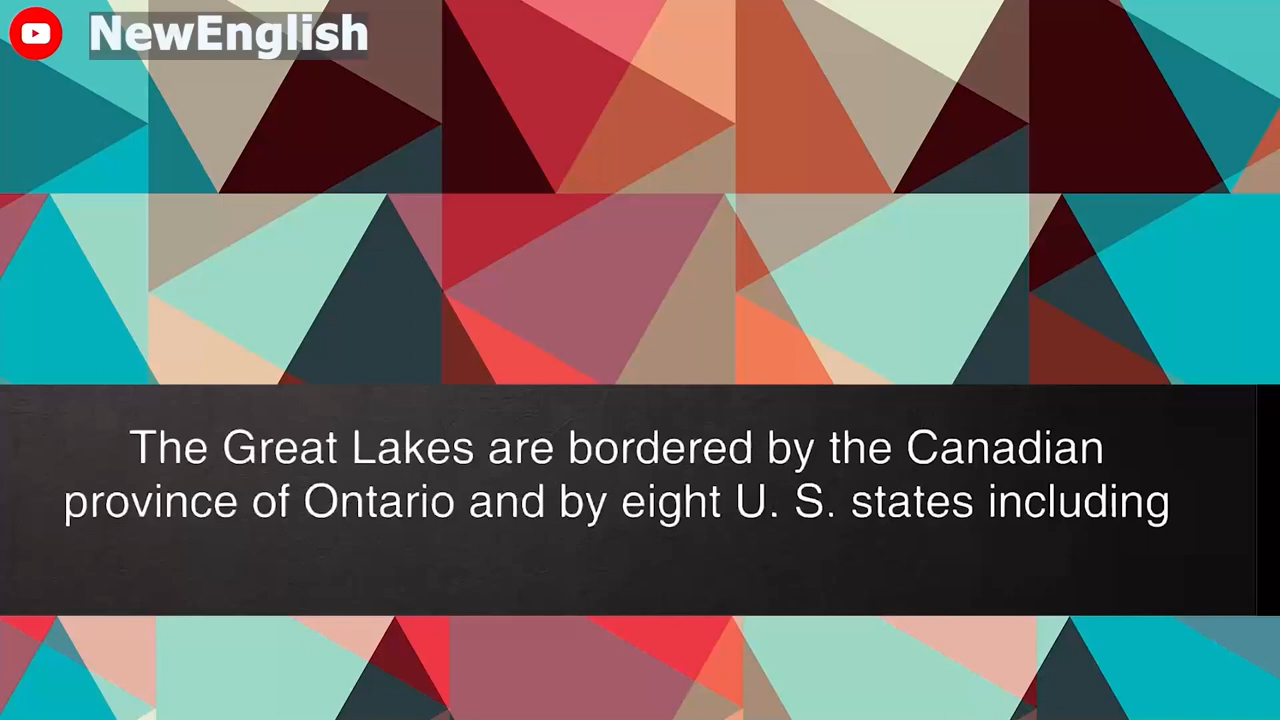 NewEnglish
The Great Lakes are bordered by the Canadian
province of Ontario and by eight U. S. states including